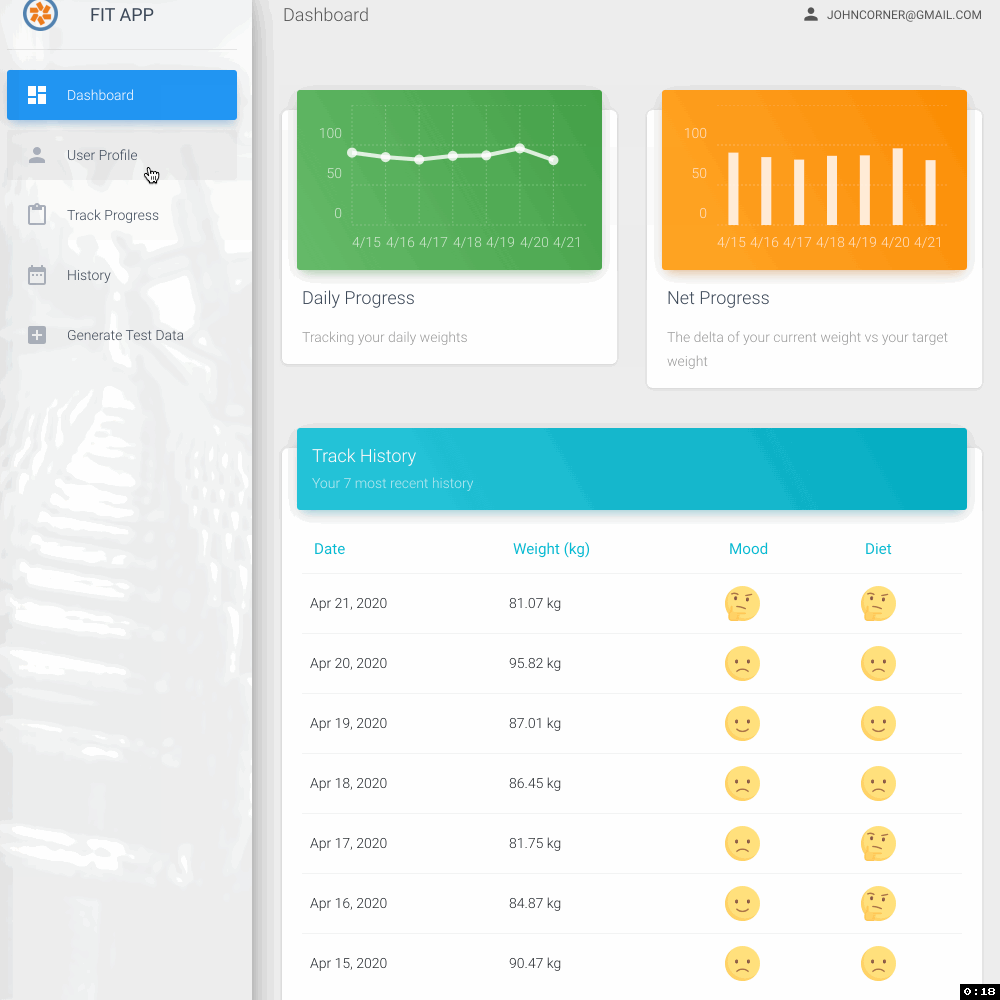 FIT APP
Dashboard
User Profile
Track Progress
History
Generate Test Data
Dashboard
JOHNCORNER@GMAIL.COM
100
50
0
4/15 4/16 4/17 4/18 4/19 4/20 4/21
Daily Progress
Tracking your daily weights
100
50
0
4/15 4/16 4/17 4/18 4/19 4/20 4/21
Net Progress
The delta of your current weight vs your target
weight
Track History
Your 7 most recent history
Date Weight (kg) Mood Diet
Apr 21, 2020 81.07 kg
Apr 20, 2020 95.82 kg
Apr 19, 2020 87.01 kg
Apr 18, 2020 86.45 kg
Apr 17, 2020 81.75 kg
Apr 16, 2020 84.87 kg
Apr 15, 2020 90.47 kg
0:18